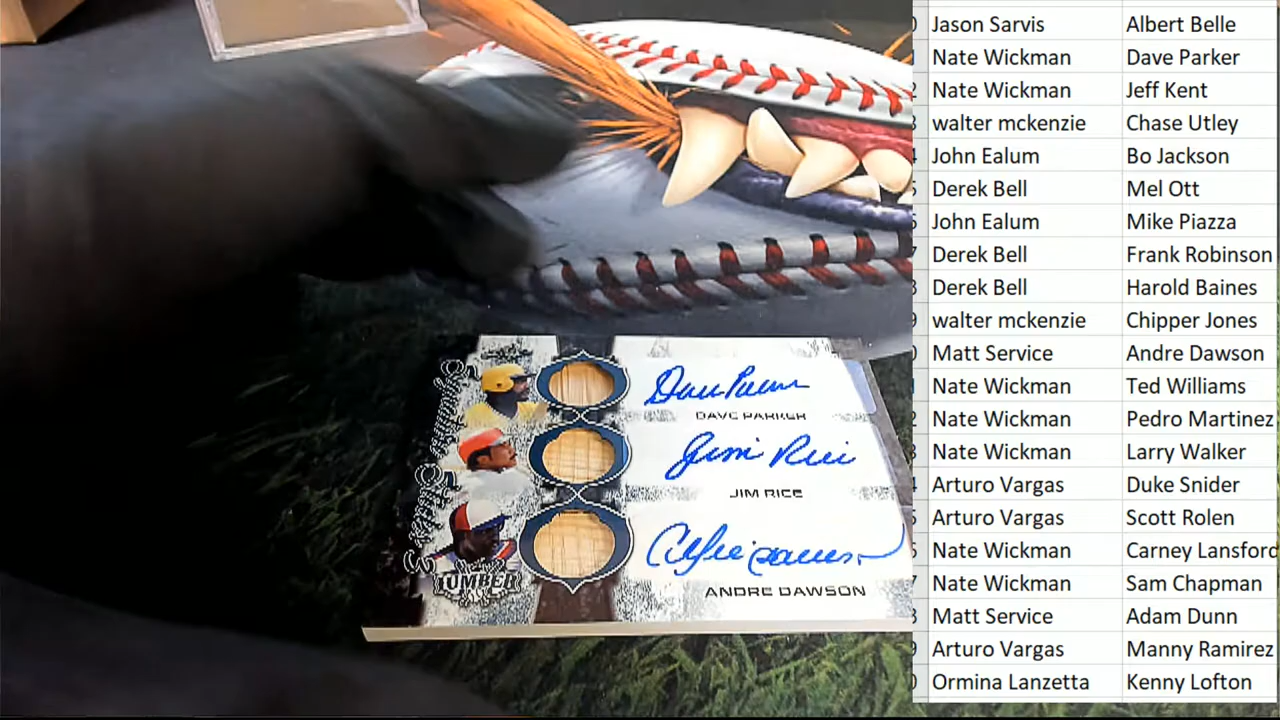 Jason Sarvis Albert Belle
Nate Wickman Dave Parker
Nate Wickman Jeff Kent
walter mckenzie Chase Utley
John Ealum Bo Jackson
Derek Bell Mel Ott
John Ealum Mike Piazza
Derek Bell Frank Robinson
Derek Bell Harold Baines
walter mckenzie Chipper Jones
Matt Service Andre Dawson
Nate Wickman Ted Williams
Nate Wickman Pedro Martinez
Nate Wickman Larry Walker
Arturo Vargas Duke Snider
Arturo Vargas Scott Rolen
Nate Wickman Carney Lansford
Nate Wickman Sam Chapman
Matt Service Adam Dunn
Arturo Vargas Manny Ramirez
Ormina Lanzetta Kenny Lofton
DAVE PARKER
Jim Rice
JIM RICE
ANDRE DAWSON
LUMBER